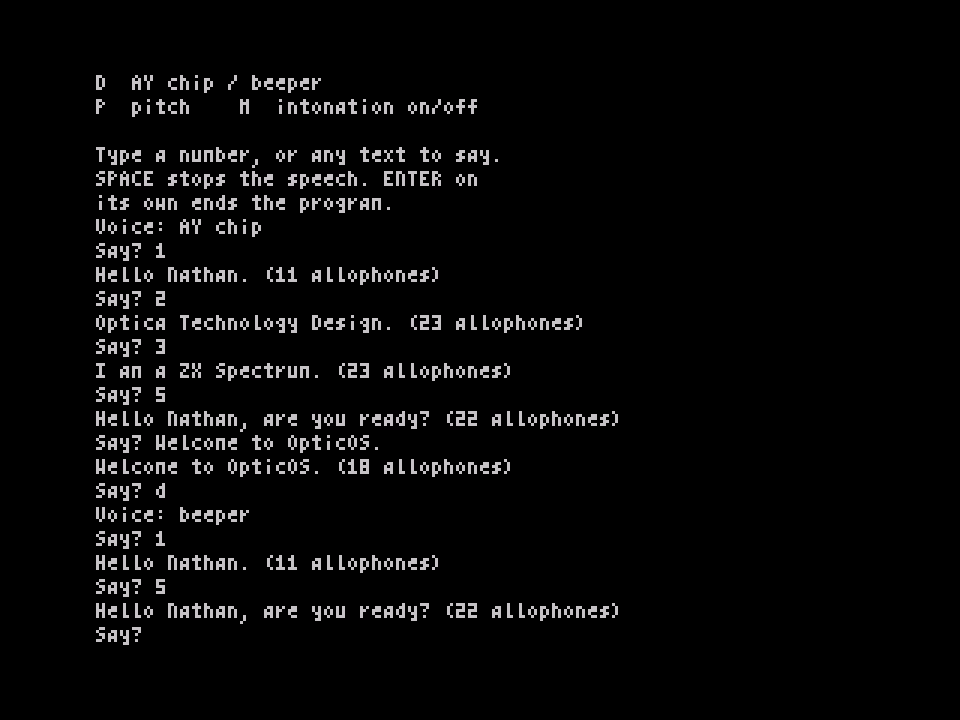 D  AY chip / beeper
P  pitch    M  intonation on/off
Type a number, or any text to say.
SPACE stops the speech. ENTER on
its own ends the program.
Voice: AY chip
Say? 1
Hello Nathan. (11 allophones)
Say? 2
Optica Technology Design. (23 allophones)
Say? 3
I am a ZX Spectrum. (23 allophones)
Say? 5
Hello Nathan, are you ready? (22 allophones)
Say? Welcome to OpticOS.
Welcome to OpticOS. (18 allophones)
Say? d
Voice: beeper
Say? 1
Hello Nathan. (11 allophones)
Say? 5
Hello Nathan, are you ready? (22 allophones)
Say?